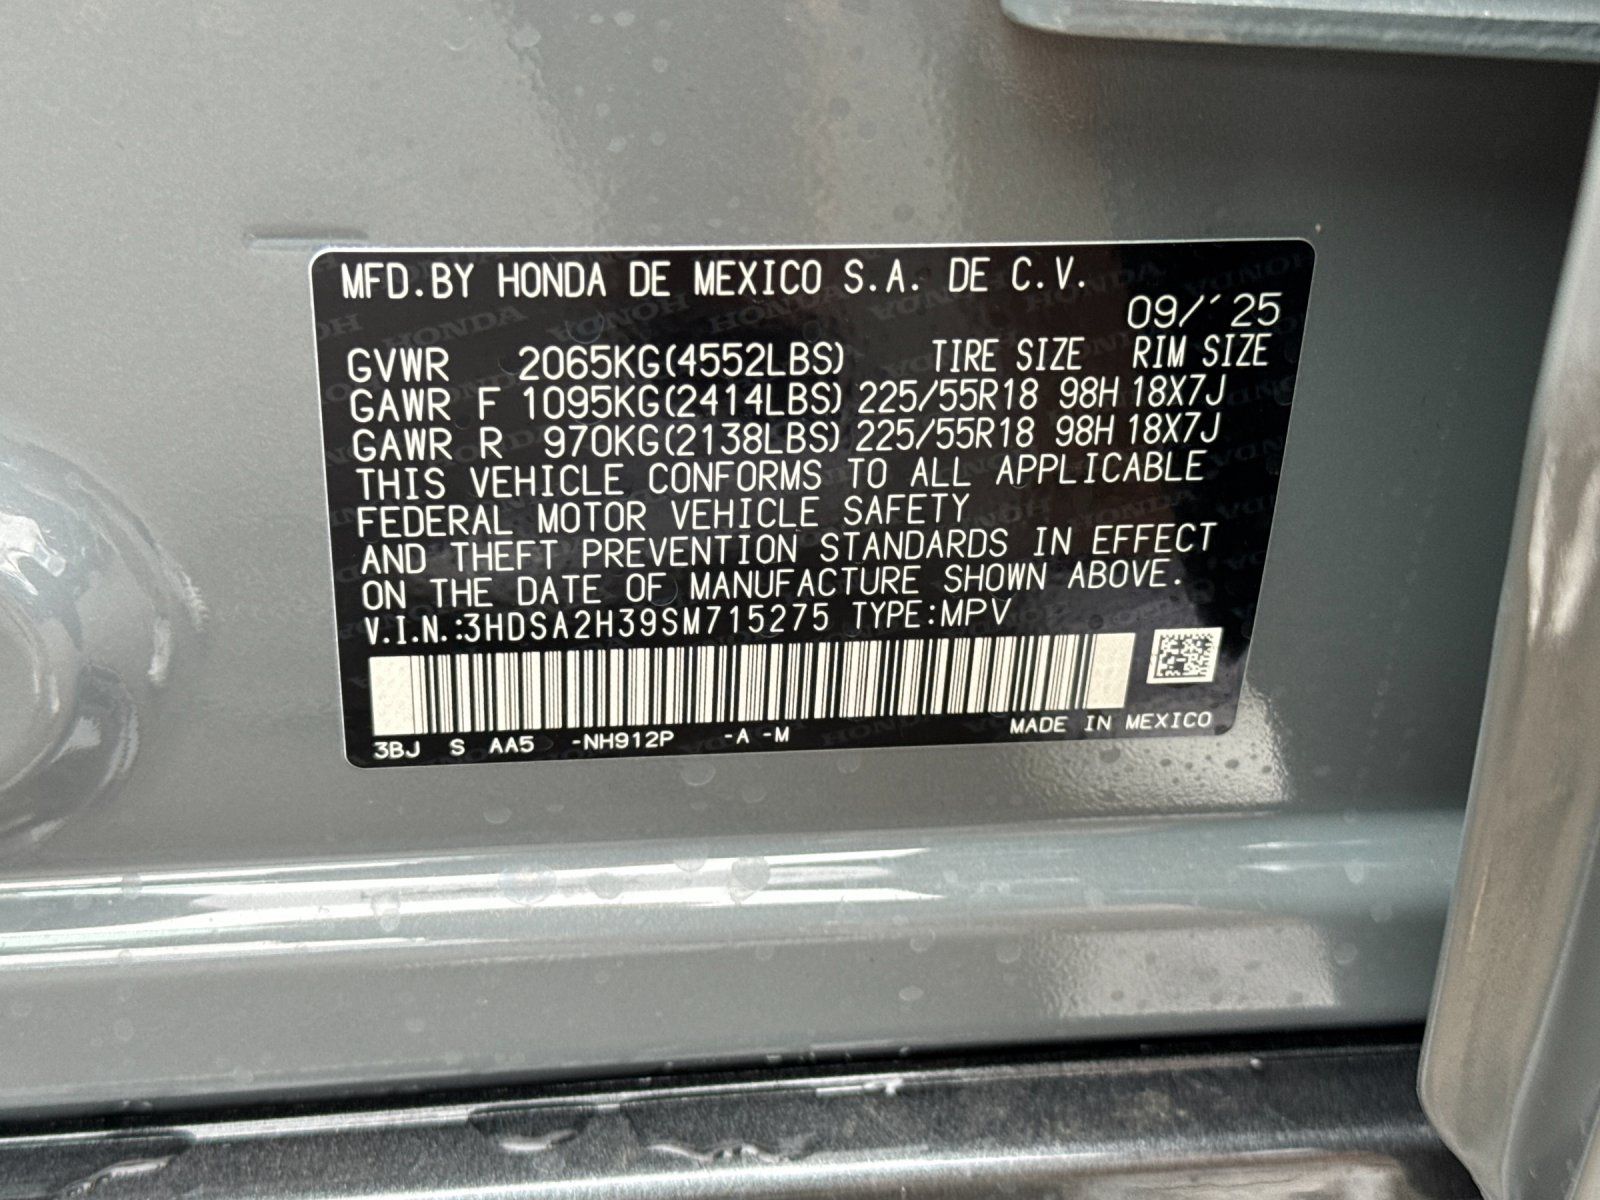 MFD.BY HONDA DE MEXICO S.A. DE C.V.
09/´25
GVWR 2065KG(4552LBS) TIRE SIZE RIM SIZE
GAWR F 1095KG(2414LBS) 225/55R18 98H 18X7J
GAWR R 970KG(2138LBS) 225/55R18 98H 18X7J
THIS VEHICLE CONFORMS TO ALL APPLICABLE
FEDERAL MOTOR VEHICLE SAFETY
AND THEFT PREVENTION STANDARDS IN EFFECT
ON THE DATE OF MANUFACTURE SHOWN ABOVE.
V.I.N.:3HDSA2H39SM715275 TYPE:MPV
MADE IN MEXICO
3BJ S AA5 -NH912P -A -M